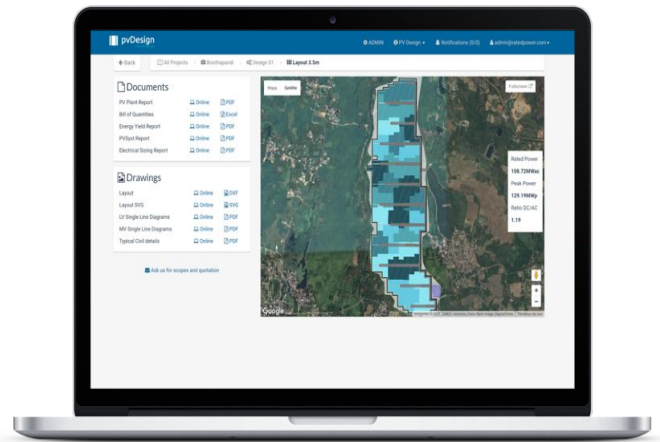 pvDesign
ADMIN PV Design Notifications (0/0) admin@ratedpower.com
Back All Projects Design 01 Layout 3.5m
Documents
PV Plant Report Online PDF
Bill of Quantities Online Excel
Energy Yield Report Online PDF
PVSyst Report Online PDF
Electrical Sizing Report Online PDF
Drawings
Layout Online DXF
Layout SVG Online SVG
LV Single Line Diagrams Online PDF
MV Single Line Diagrams Online PDF
Typical Civil details Online PDF
Ask us for scopes and quotation
Mapa Satélite
Fullscreen
Rated Power
108.72MWac
Peak Power
129.19MWp
Ratio DC/AC
1.19
+
−
Google